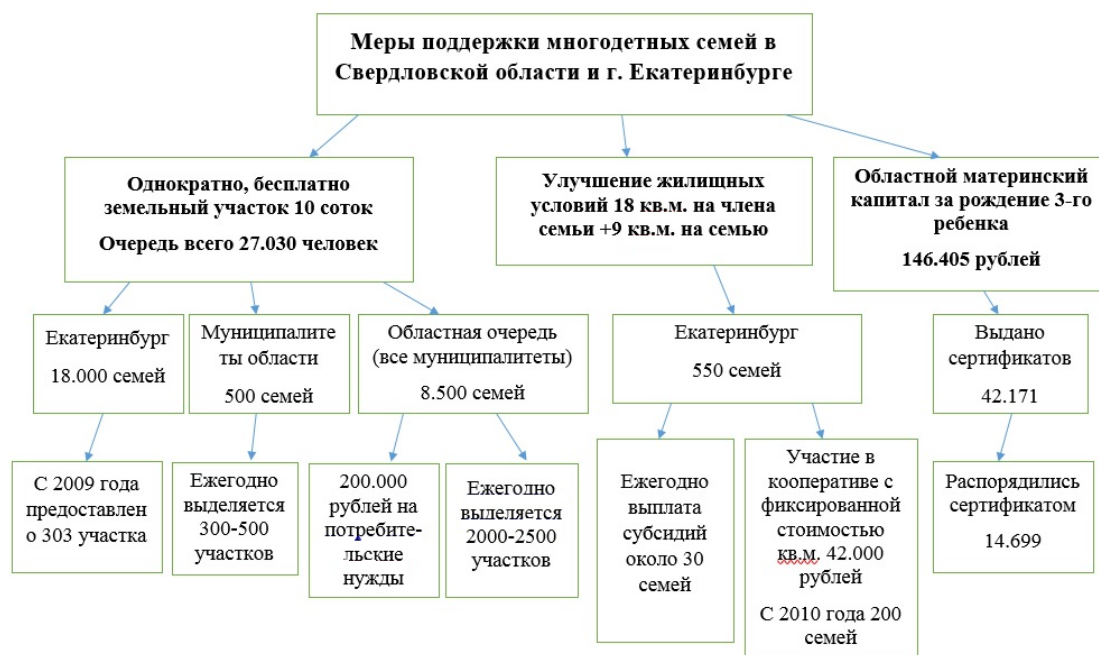 Меры поддержки многодетных семей в
Свердловской области и г. Екатеринбурге
Однократно, бесплатно
земельный участок 10 соток
Очередь всего 27.030 человек
Улучшение жилищных
условий 18 кв.м. на члена
семьи +9 кв.м. на семью
Областной материнский
капитал за рождение 3-го
ребенка
146.405 рублей
Екатеринбург
18.000 семей
Муниципалите
ты области
500 семей
Областная очередь
(все муниципалитеты)
8.500 семей
Екатеринбург
550 семей
Выдано
сертификатов
42.171
С 2009 года
предоставлен
о 303 участка
Ежегодно
выделяется
300-500
участков
200.000
рублей на
потребите-
льские
нужды
Ежегодно
выделяется
2000-2500
участков
Ежегодно
выплата
субсидий
около 30
семей
Участие в
кооперативе с
фиксированной
стоимостью
кв.м. 42.000
рублей
С 2010 года 200
семей
Распорядились
сертификатом
14.699